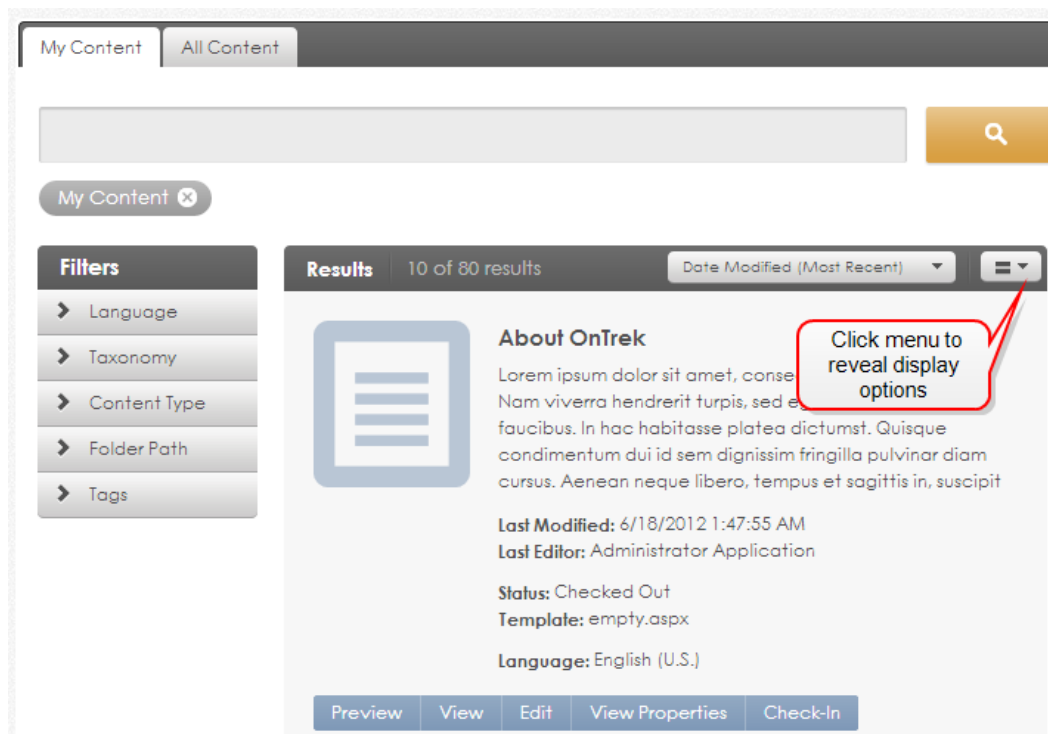 My Content
All Content
My Content
Filters
Language
Taxonomy
Content Type
Folder Path
Tags
Results 10 of 80 results Date Modified (Most Recent)
Click menu to
reveal display
options
About OnTrek
Lorem ipsum dolor sit amet,
Nam viverra hendrerit turpis, sed
faucibus. In hac habitasse platea dictumst. Quisque
condimentum dui id sem dignissim fringilla pulvinar diam
cursus. Aenean neque libero, tempus et sagittis in, suscipit
Last Modified: 6/18/2012 1:47:55 AM
Last Editor: Administrator Application
Status: Checked Out
Template: empty.aspx
Language: English (U.S.)
Preview View Edit View Properties Check-In